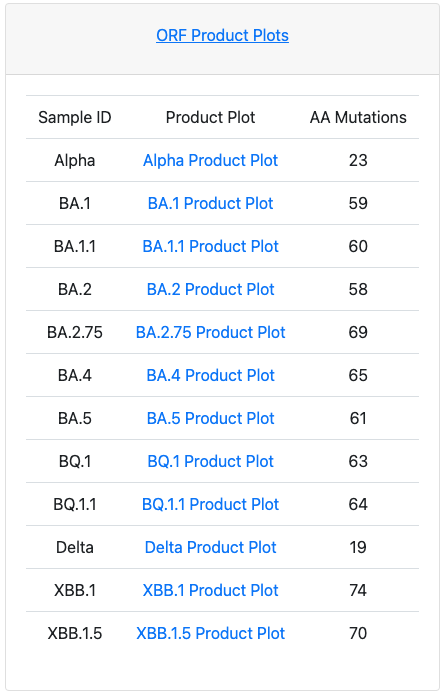 ORF Product Plots
Sample ID Product Plot AA Mutations
Alpha Alpha Product Plot 23
BA.1 BA.1 Product Plot 59
BA.1.1 BA.1.1 Product Plot 60
BA.2 BA.2 Product Plot 58
BA.2.75 BA.2.75 Product Plot 69
BA.4 BA.4 Product Plot 65
BA.5 BA.5 Product Plot 61
BQ.1 BQ.1 Product Plot 63
BQ.1.1 BQ.1.1 Product Plot 64
Delta Delta Product Plot 19
XBB.1 XBB.1 Product Plot 74
XBB.1.5 XBB.1.5 Product Plot 70